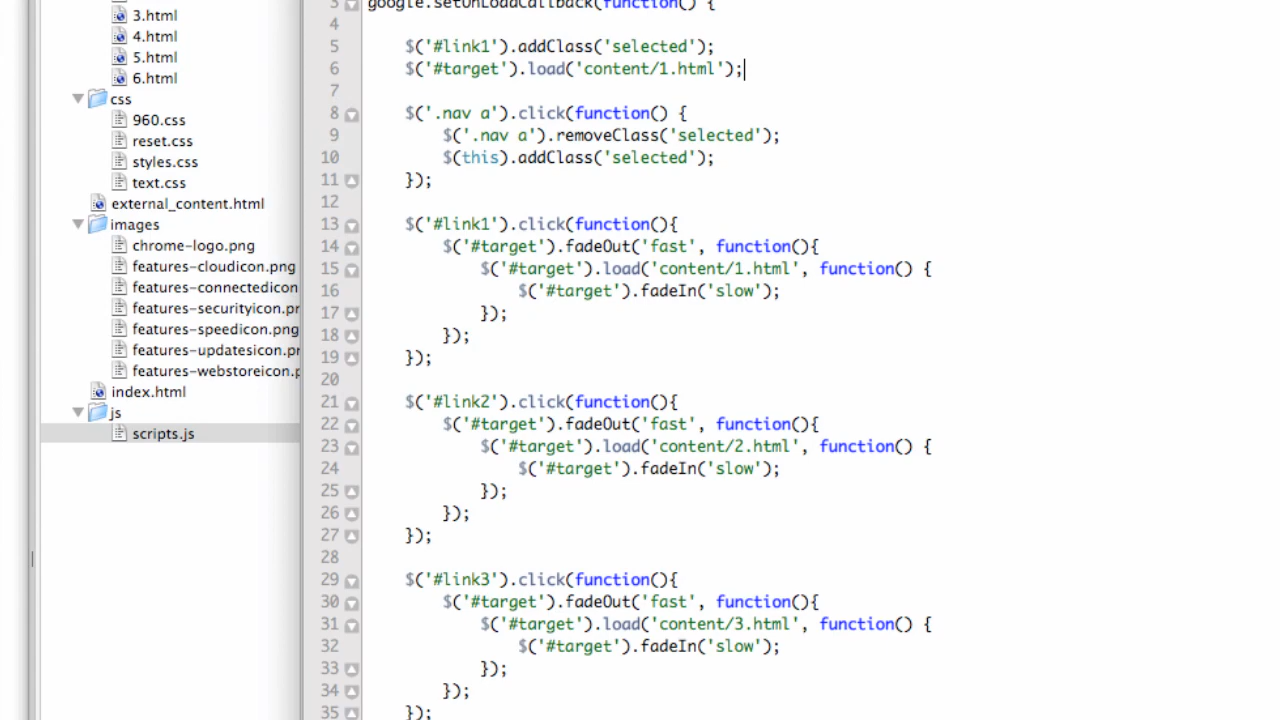 3.html
4.html
5.html
6.html
css
960.css
reset.css
styles.css
text.css
external_content.html
images
chrome-logo.png
features-cloudicon.png
features-connectedicon
features-securityicon.pr
features-speedicon.png
features-updatesicon.pr
features-webstoreicon.p
index.html
js
scripts.js
3 google.setOnLoadCallback(function() {
4
5 $('#link1').addClass('selected');
6 $('#target').load('content/1.html');
7
8 $('.nav a').click(function() {
9 $('.nav a').removeClass('selected');
10 $(this).addClass('selected');
11 });
12
13 $('#link1').click(function(){
14 $('#target').fadeOut('fast', function(){
15 $('#target').load('content/1.html', function() {
16 $('#target').fadeIn('slow');
17 });
18 });
19 });
20
21 $('#link2').click(function(){
22 $('#target').fadeOut('fast', function(){
23 $('#target').load('content/2.html', function() {
24 $('#target').fadeIn('slow');
25 });
26 });
27 });
28
29 $('#link3').click(function(){
30 $('#target').fadeOut('fast', function(){
31 $('#target').load('content/3.html', function() {
32 $('#target').fadeIn('slow');
33 });
34 });
35 });